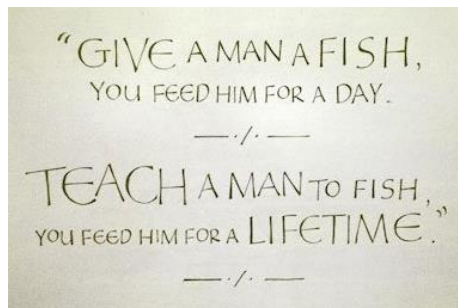 “GIVE A MAN A FISH,
YOU FEED HIM FOR A DAY.
— ·/· —
TEACH A MAN TO FISH,
YOU FEED HIM FOR A LIFETIME.”
— ·/· —